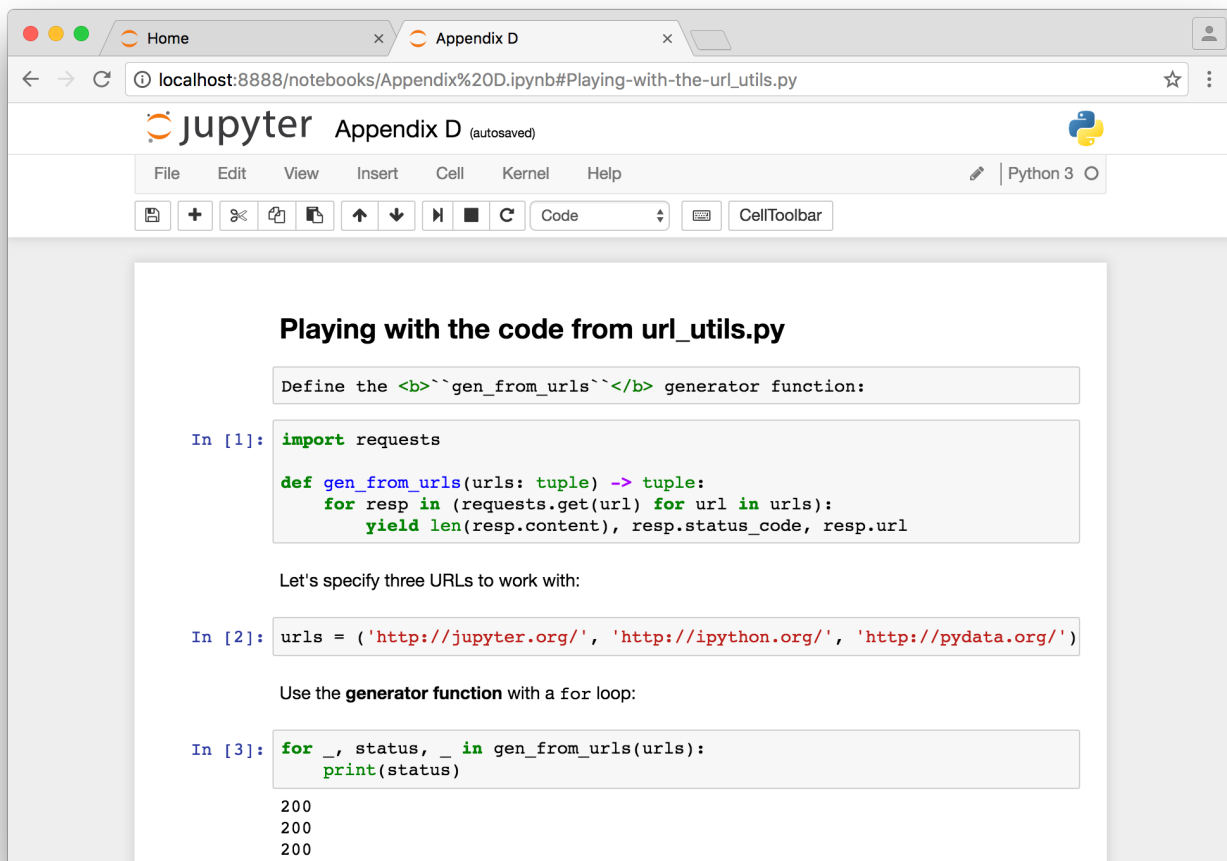 Home
Appendix D
localhost:8888/notebooks/Appendix%20D.ipynb#Playing-with-the-url_utils.py
jupyter Appendix D (autosaved)
File Edit View Insert Cell Kernel Help Python 3
Code CellToolbar
Playing with the code from url_utils.py
Define the <b>``gen_from_urls``</b> generator function:
In [1]: import requests
def gen_from_urls(urls: tuple) -> tuple:
    for resp in (requests.get(url) for url in urls):
        yield len(resp.content), resp.status_code, resp.url
Let's specify three URLs to work with:
In [2]: urls = ('http://jupyter.org/', 'http://ipython.org/', 'http://pydata.org/')
Use the generator function with a for loop:
In [3]: for _, status, _ in gen_from_urls(urls):
    print(status)
200
200
200